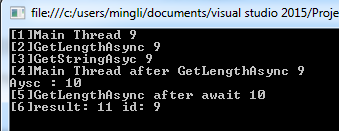 file:///c:/users/mingli/documents/visual studio 2015/Proje
[1]Main Thread 9
[2]GetLengthAsync 9
[3]GetStringAsyc 9
[4]Main Thread after GetLengthAsync 9
Aysc : 10
[5]GetLengthAsync after await 10
[6]result: 11 id: 9